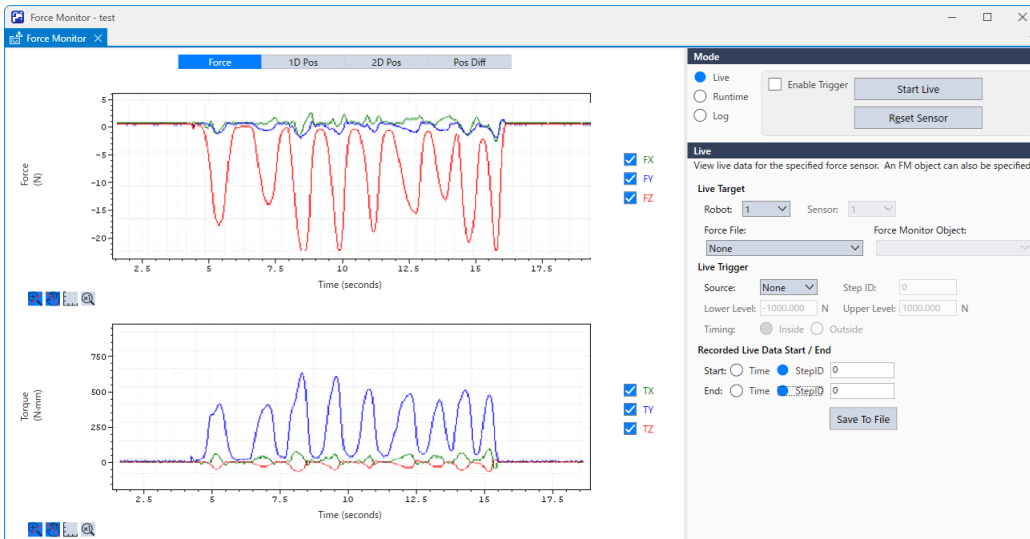 Force Monitor - test
Force Monitor
Force 1D Pos 2D Pos Pos Diff
Force
(N)
5
0
-5
-10
-15
-20
2.5 5 7.5 10 12.5 15 17.5
Time (seconds)
FX
FY
FZ
Torque
(N·mm)
750
500
250
0
2.5 5 7.5 10 12.5 15 17.5
Time (seconds)
TX
TY
TZ
Mode
Live
Runtime
Log
Enable Trigger
Start Live
Reset Sensor
Live
View live data for the specified force sensor. An FM object can also be specified
Live Target
Robot: 1 Sensor: 1
Force File: Force Monitor Object:
None
Live Trigger
Source: None Step ID: 0
Lower Level: -1000.000 N Upper Level: 1000.000 N
Timing: Inside Outside
Recorded Live Data Start / End
Start: Time StepID 0
End: Time StepID 0
Save To File